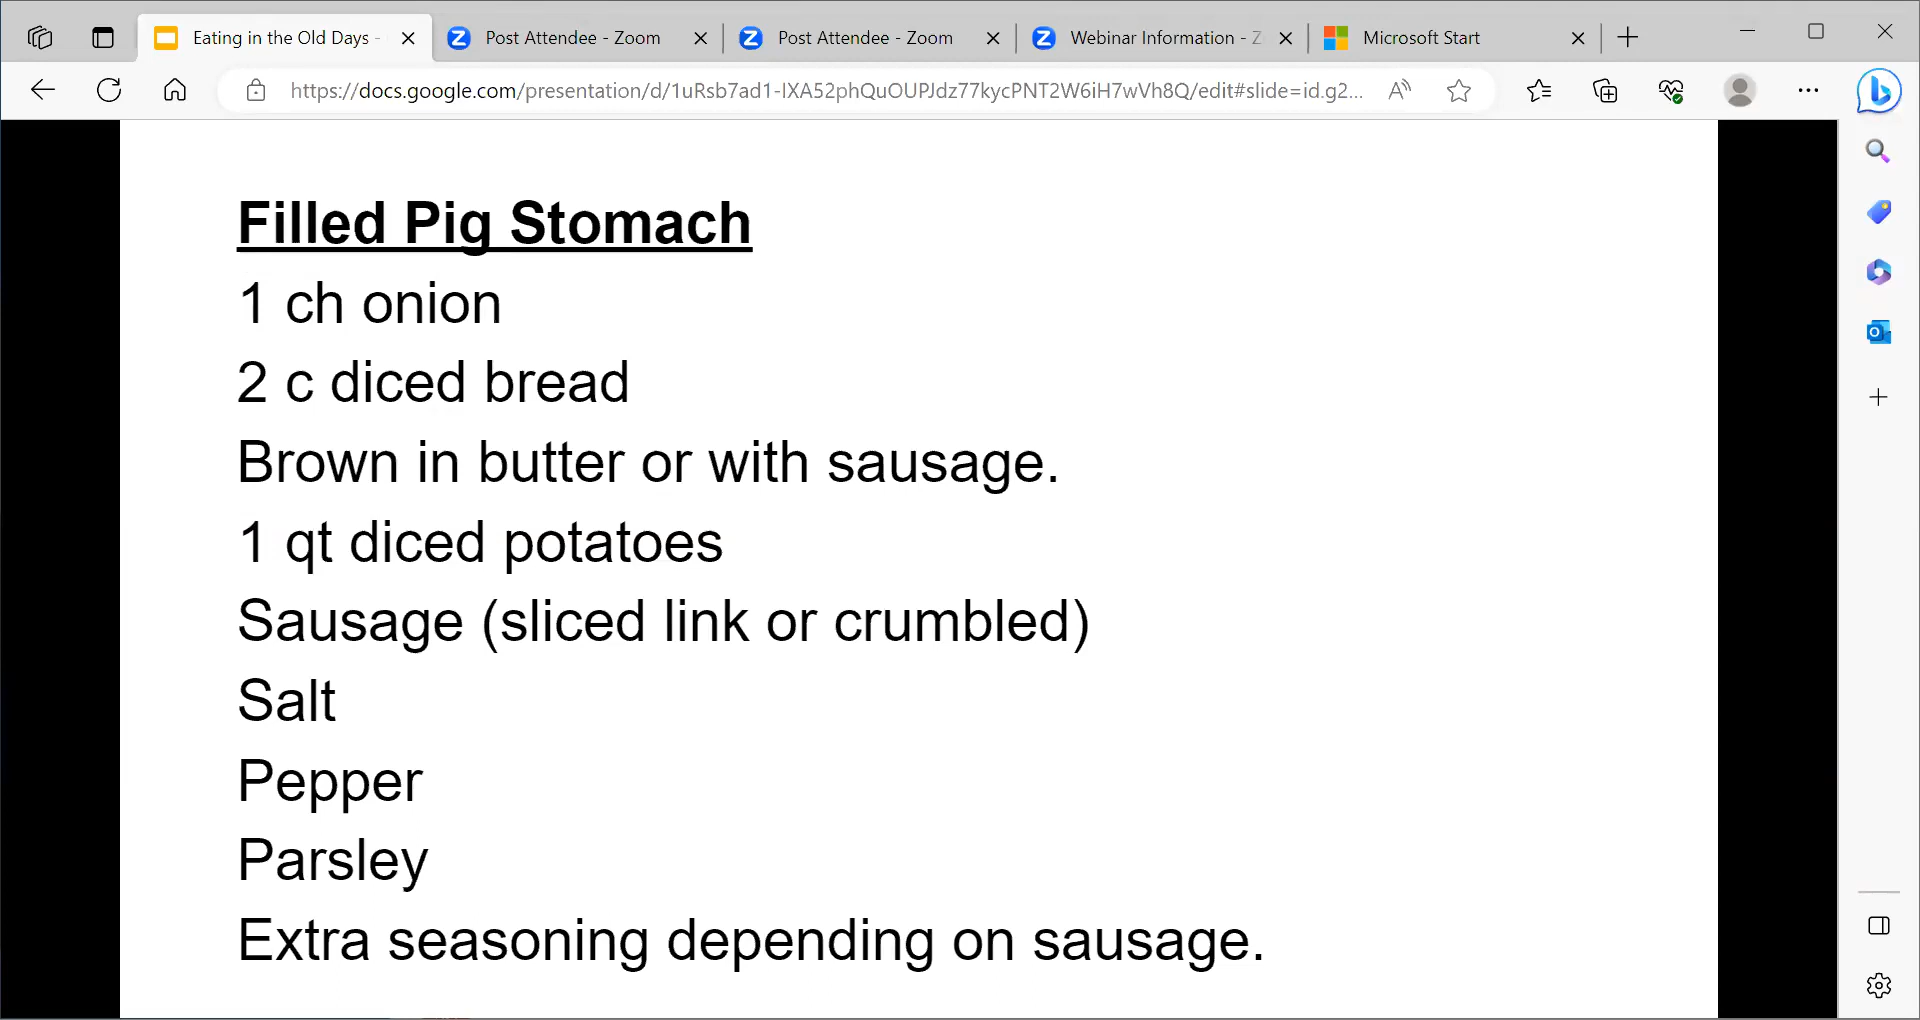 Eating in the Old Days -
Post Attendee - Zoom
Post Attendee - Zoom
Webinar Information - Z
Microsoft Start
https://docs.google.com/presentation/d/1uRsb7ad1-IXA52phQuOUPJdz77kycPNT2W6iH7wVh8Q/edit#slide=id.g2...
Filled Pig Stomach
1 ch onion
2 c diced bread
Brown in butter or with sausage.
1 qt diced potatoes
Sausage (sliced link or crumbled)
Salt
Pepper
Parsley
Extra seasoning depending on sausage.